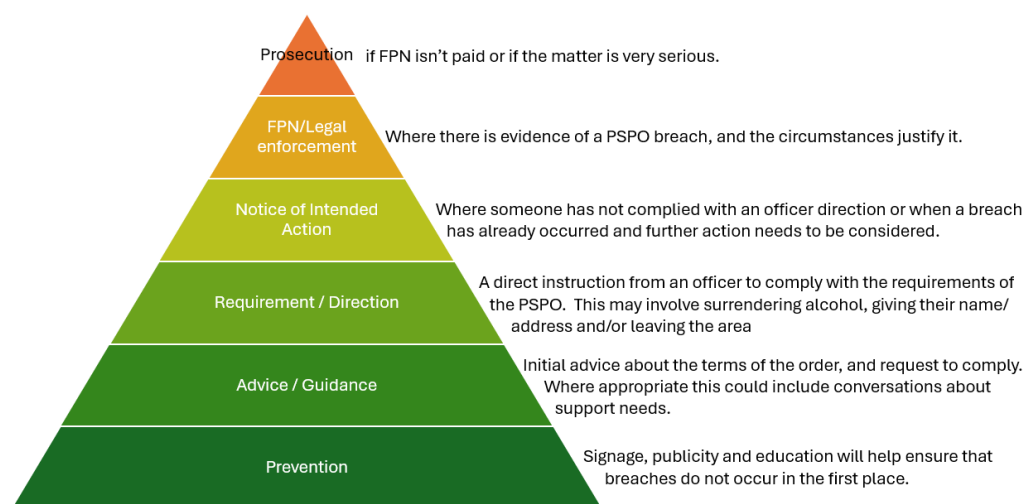 Prosecution if FPN isn’t paid or if the matter is very serious.
FPN/Legal
enforcement
Where there is evidence of a PSPO breach, and the circumstances justify it.
Notice of Intended
Action
Where someone has not complied with an officer direction or when a breach
has already occurred and further action needs to be considered.
Requirement / Direction
A direct instruction from an officer to comply with the requirements of
the PSPO.  This may involve surrendering alcohol, giving their name/
address and/or leaving the area
Advice / Guidance
Initial advice about the terms of the order, and request to comply.
Where appropriate this could include conversations about
support needs.
Prevention
Signage, publicity and education will help ensure that
breaches do not occur in the first place.